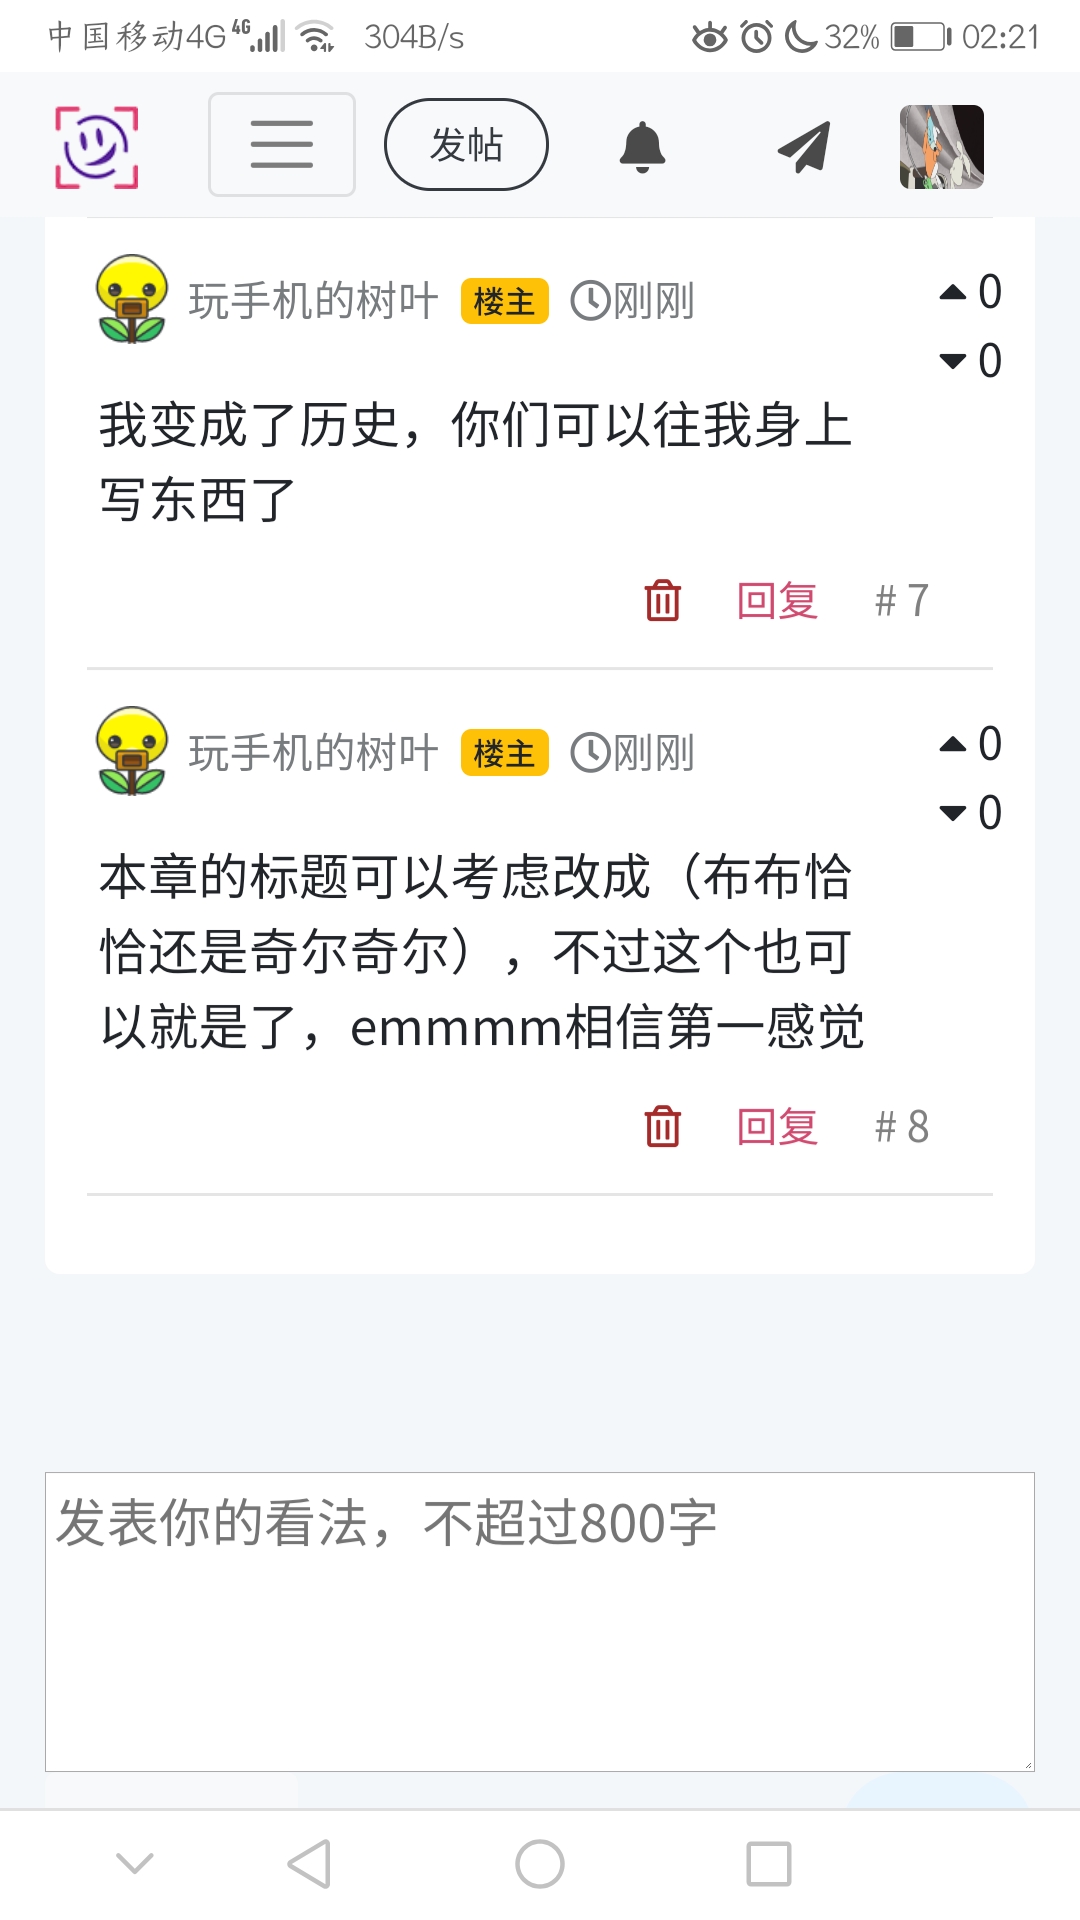 中国移动4G 4G 304B/s 32% 02:21
发帖
玩手机的树叶 楼主 刚刚 0
0
我变成了历史，你们可以往我身上
写东西了
回复 # 7
玩手机的树叶 楼主 刚刚 0
0
本章的标题可以考虑改成（布布恰
恰还是奇尔奇尔），不过这个也可
以就是了，emmmm相信第一感觉
回复 # 8
发表你的看法，不超过800字